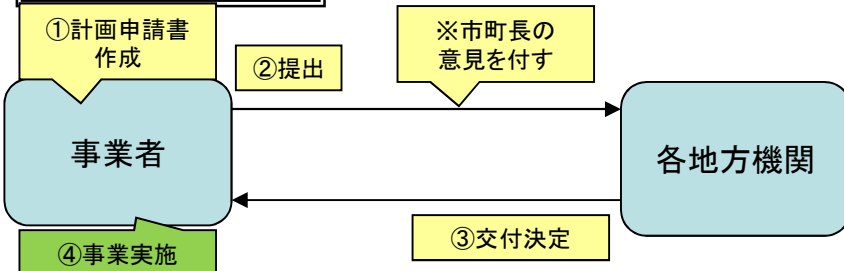 ①計画申請書
作成
②提出
※市町長の
意見を付す
事業者
各地方機関
③交付決定
④事業実施